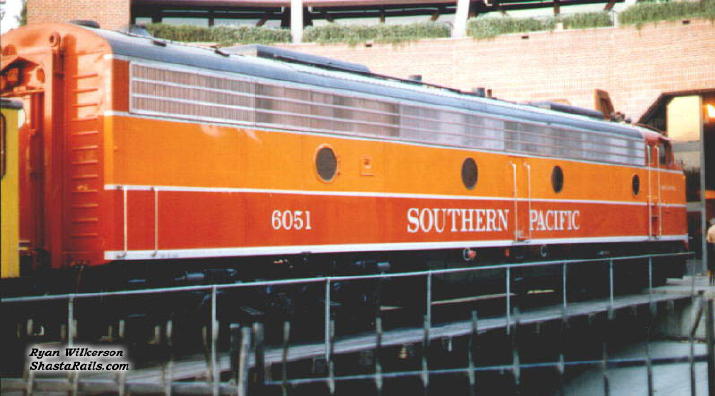 6051 SOUTHERN PACIFIC
Ryan Wilkerson
ShastaRails.com